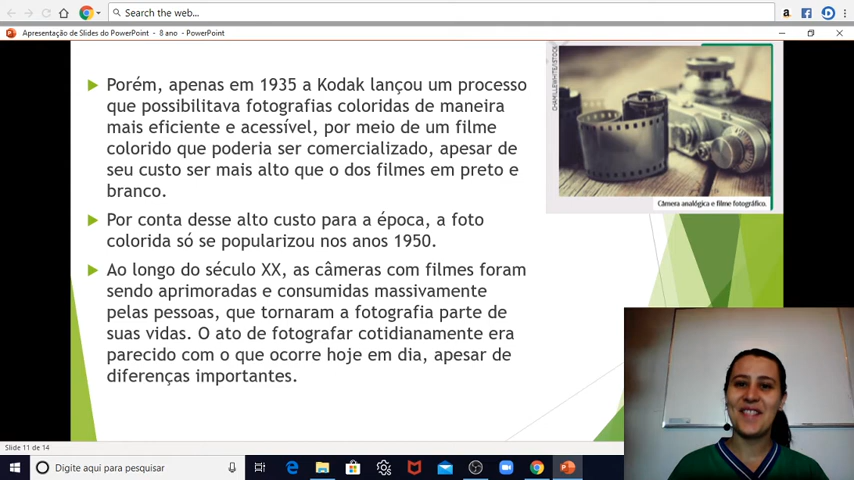 Search the web...
Apresentação de Slides do PowerPoint - 8 ano - PowerPoint
Porém, apenas em 1935 a Kodak lançou um processo
que possibilitava fotografias coloridas de maneira
mais eficiente e acessível, por meio de um filme
colorido que poderia ser comercializado, apesar de
seu custo ser mais alto que o dos filmes em preto e
branco.
Por conta desse alto custo para a época, a foto
colorida só se popularizou nos anos 1950.
Ao longo do século XX, as câmeras com filmes foram
sendo aprimoradas e consumidas massivamente
pelas pessoas, que tornaram a fotografia parte de
suas vidas. O ato de fotografar cotidianamente era
parecido com o que ocorre hoje em dia, apesar de
diferenças importantes.
Câmera analógica e filme fotográfico.
Slide 11 de 14
Digite aqui para pesquisar